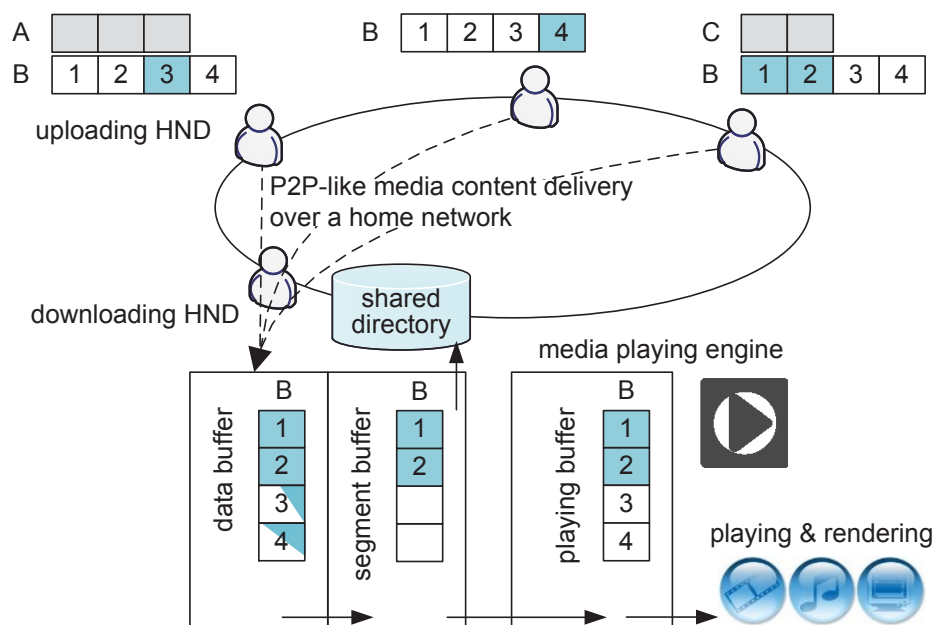 A
B 1 2 3 4
B 1 2 3 4
C
B 1 2 3 4
uploading HND
P2P-like media content delivery
over a home network
downloading HND
shared
directory
media playing engine
data buffer
B
1
2
3
4
segment buffer
B
1
2
playing buffer
B
1
2
3
4
playing & rendering